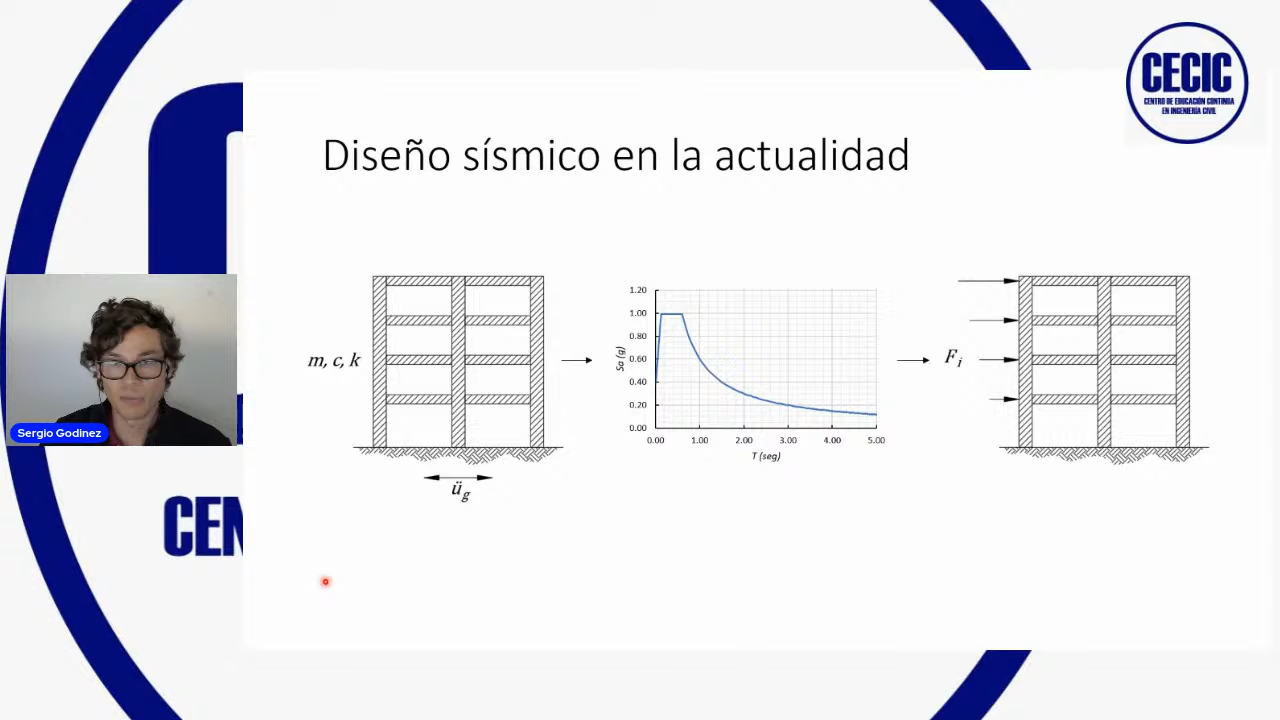 CECIC
CENTRO DE EDUCACIÓN CONTINUA
EN INGENIERÍA CIVIL
Diseño sísmico en la actualidad
m, c, k
ü_g
Sa (g)
1.20
1.00
0.80
0.60
0.40
0.20
0.00
0.00 1.00 2.00 3.00 4.00 5.00
T (seg)
F_i
Sergio Godinez
CEN